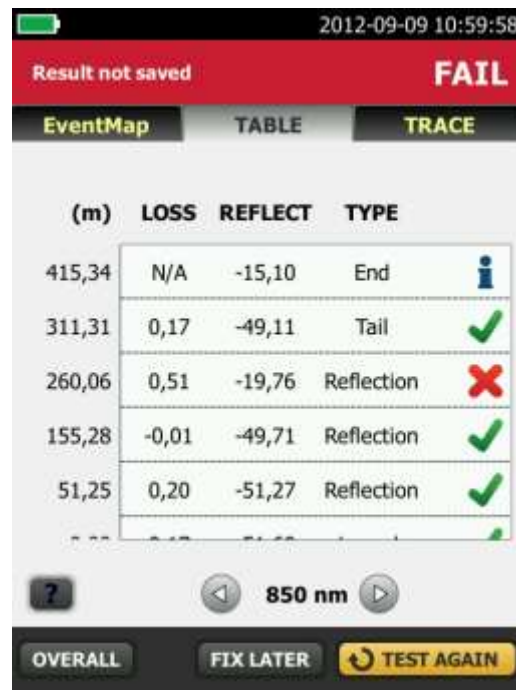 2012-09-09 10:59:58
Result not saved FAIL
EventMap TABLE TRACE
(m) LOSS REFLECT TYPE
415,34 N/A -15,10 End
311,31 0,17 -49,11 Tail
260,06 0,51 -19,76 Reflection
155,28 -0,01 -49,71 Reflection
51,25 0,20 -51,27 Reflection
? 850 nm
OVERALL FIX LATER TEST AGAIN